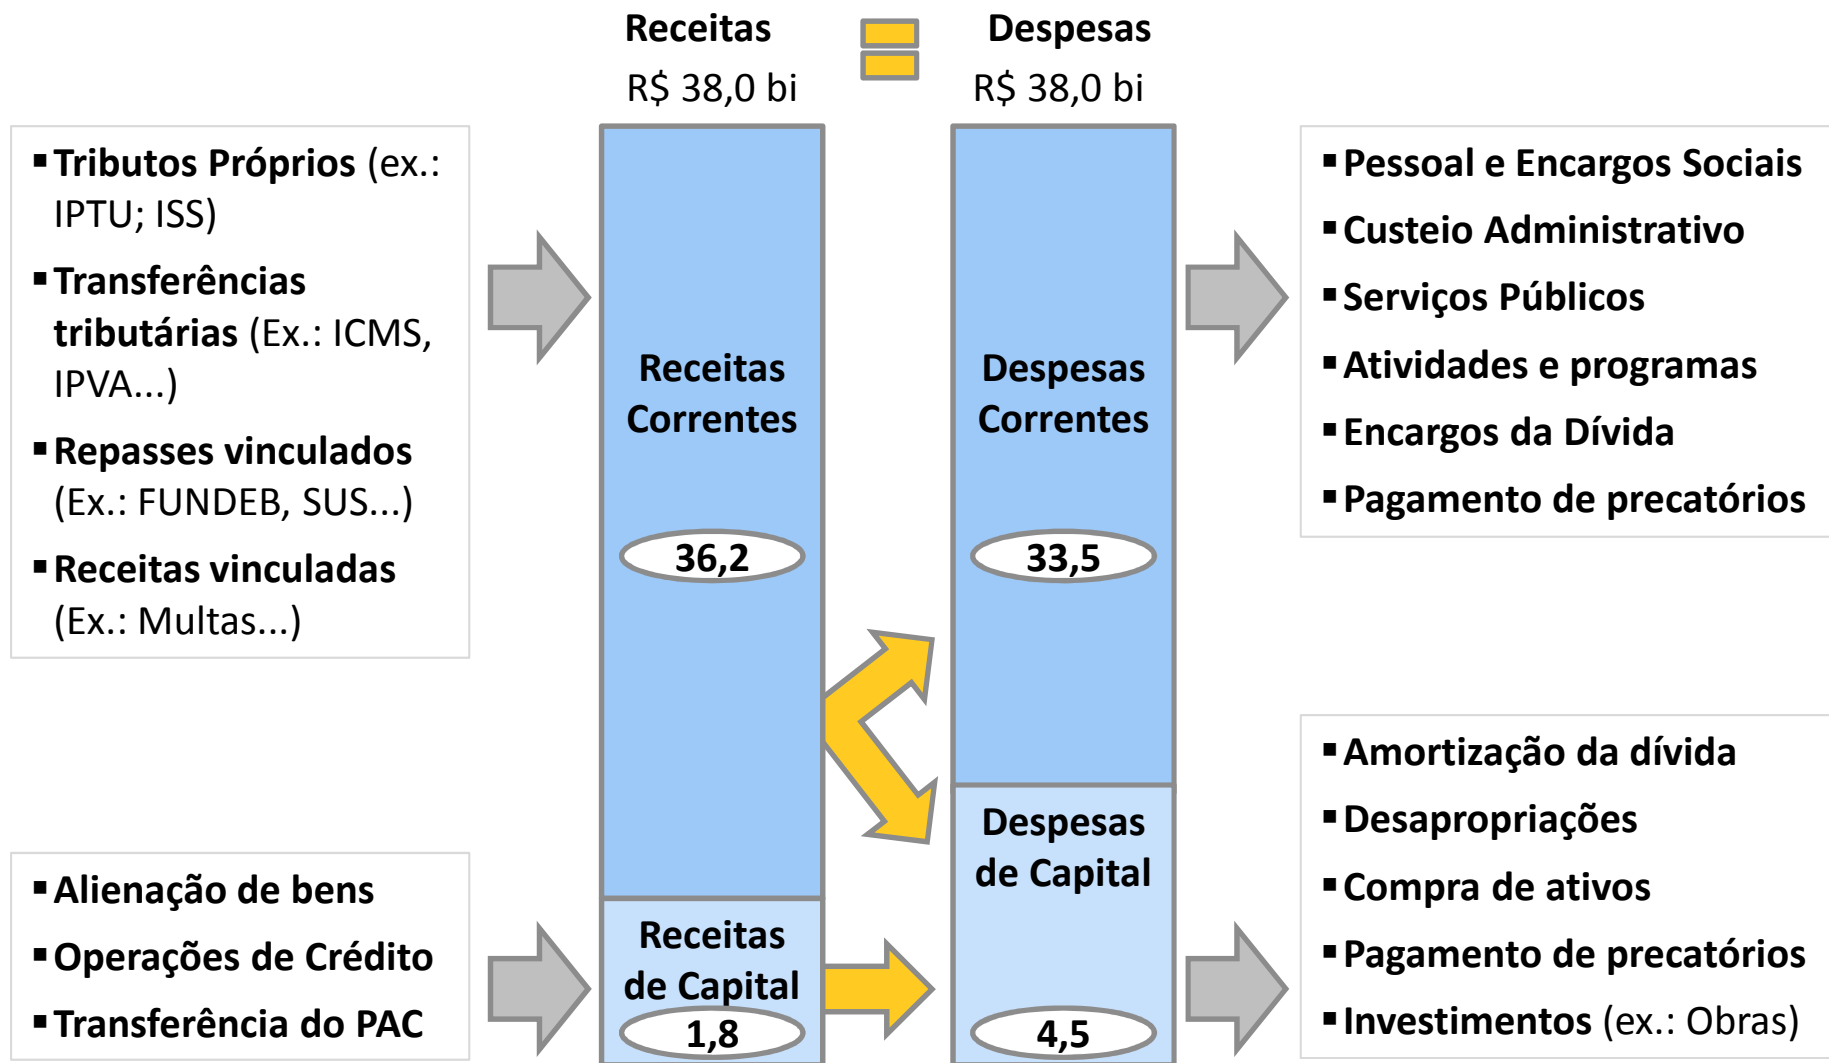 Receitas
R$ 38,0 bi
Despesas
R$ 38,0 bi
▪Tributos Próprios (ex.:
IPTU; ISS)
▪Transferências
tributárias (Ex.: ICMS,
IPVA...)
▪Repasses vinculados
(Ex.: FUNDEB, SUS...)
▪Receitas vinculadas
(Ex.: Multas...)
Receitas
Correntes
36,2
Despesas
Correntes
33,5
▪Pessoal e Encargos Sociais
▪Custeio Administrativo
▪Serviços Públicos
▪Atividades e programas
▪Encargos da Dívida
▪Pagamento de precatórios
▪Alienação de bens
▪Operações de Crédito
▪Transferência do PAC
Receitas
de Capital
1,8
Despesas
de Capital
4,5
▪Amortização da dívida
▪Desapropriações
▪Compra de ativos
▪Pagamento de precatórios
▪Investimentos (ex.: Obras)